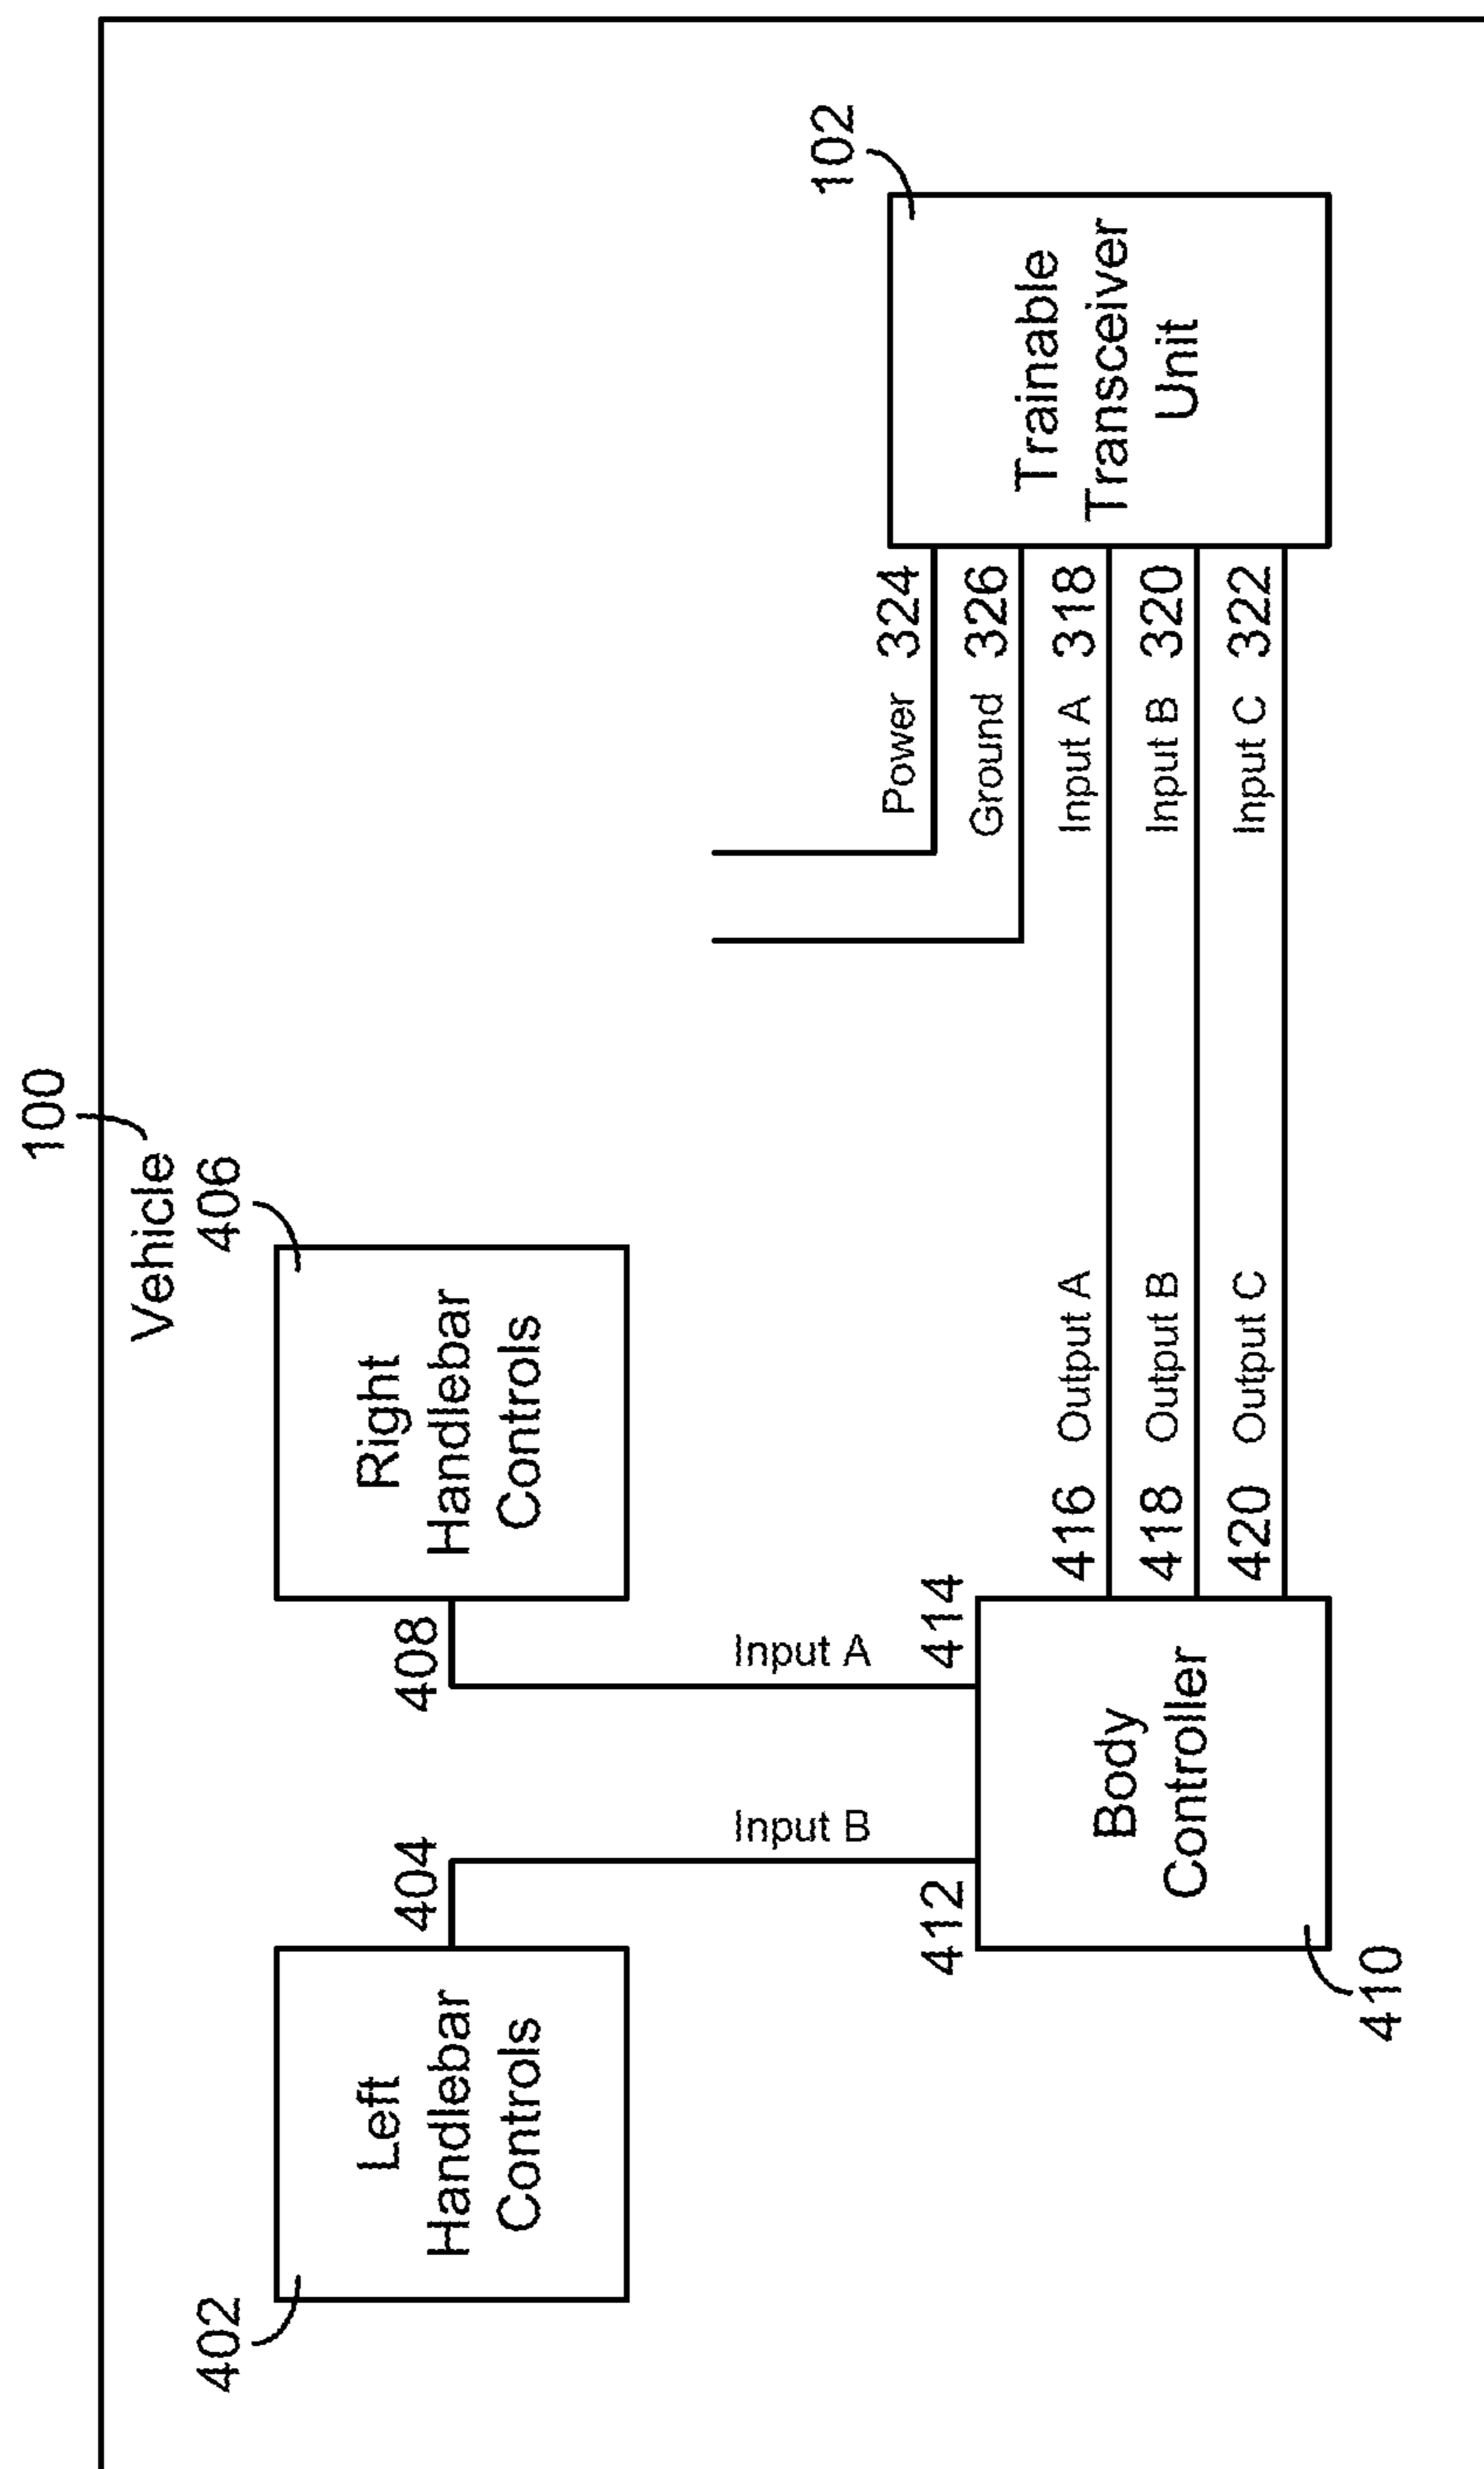 100
Vehicle
402
Left
Handlebar
Controls
404
406
Right
Handlebar
Controls
408
Input B
Input A
412
414
Body
Controller
410
416 Output A
418 Output B
420 Output C
Power 324
Ground 326
Input A 318
Input B 320
Input C 322
102
Trainable
Transceiver
Unit